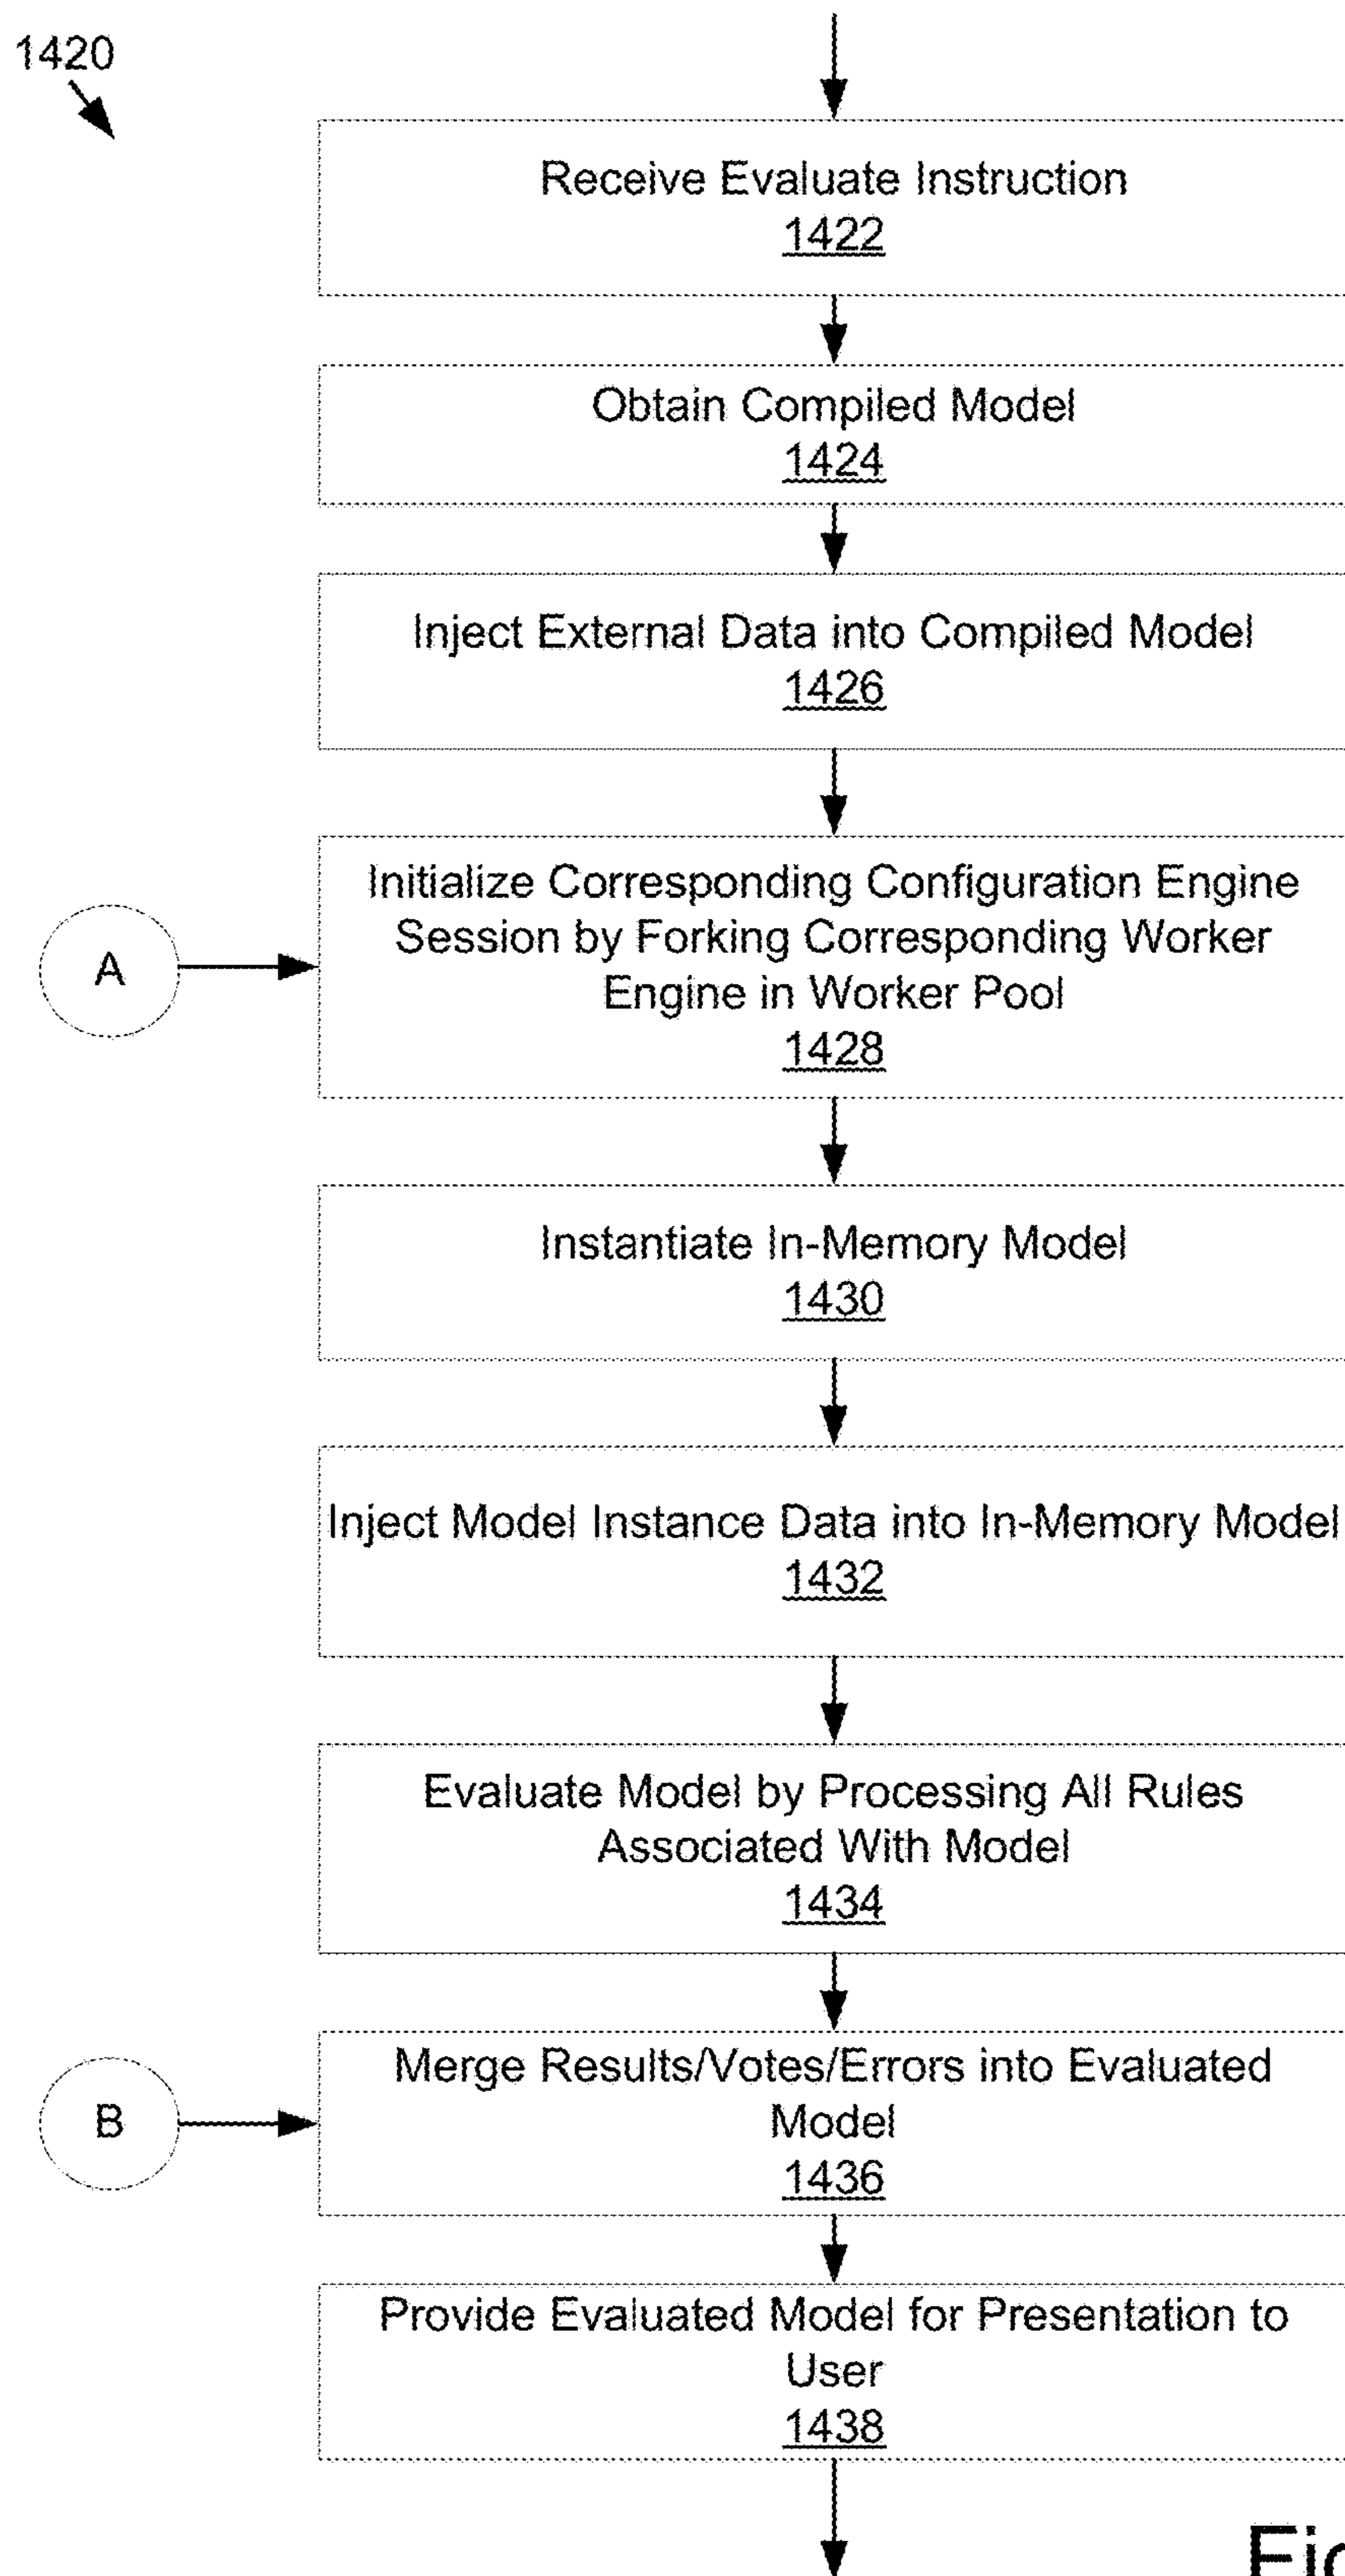 1420
Receive Evaluate Instruction
1422
Obtain Compiled Model
1424
Inject External Data into Compiled Model
1426
Initialize Corresponding Configuration Engine
Session by Forking Corresponding Worker
Engine in Worker Pool
1428
A
Instantiate In-Memory Model
1430
Inject Model Instance Data into In-Memory Model
1432
Evaluate Model by Processing All Rules
Associated With Model
1434
Merge Results/Votes/Errors into Evaluated
Model
1436
B
Provide Evaluated Model for Presentation to
User
1438